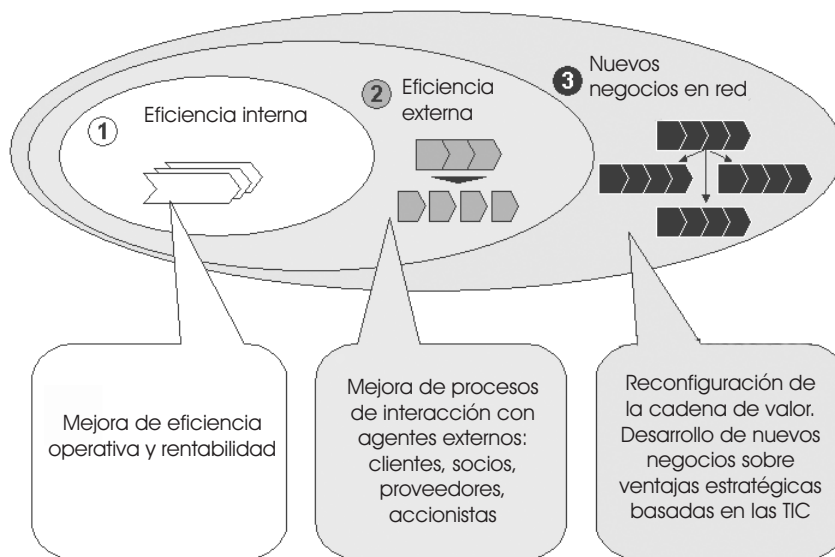 1
Eficiencia interna
2
Eficiencia
externa
3
Nuevos
negocios en red
Mejora de eficiencia
operativa y rentabilidad
Mejora de procesos
de interacción con
agentes externos:
clientes, socios,
proveedores,
accionistas
Reconfiguración de
la cadena de valor.
Desarrollo de nuevos
negocios sobre
ventajas estratégicas
basadas en las TIC